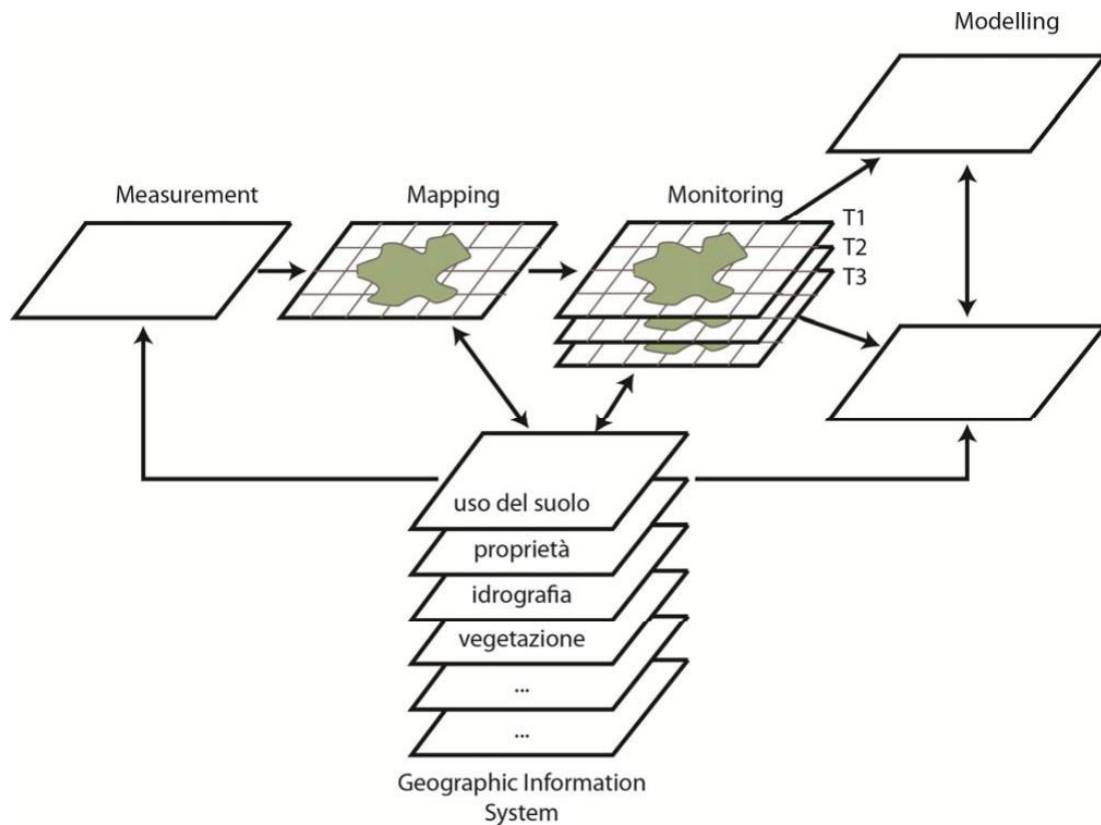 Modelling
Measurement
Mapping
Monitoring
T1
T2
T3
uso del suolo
proprietà
idrografia
vegetazione
...
...
Geographic Information
System